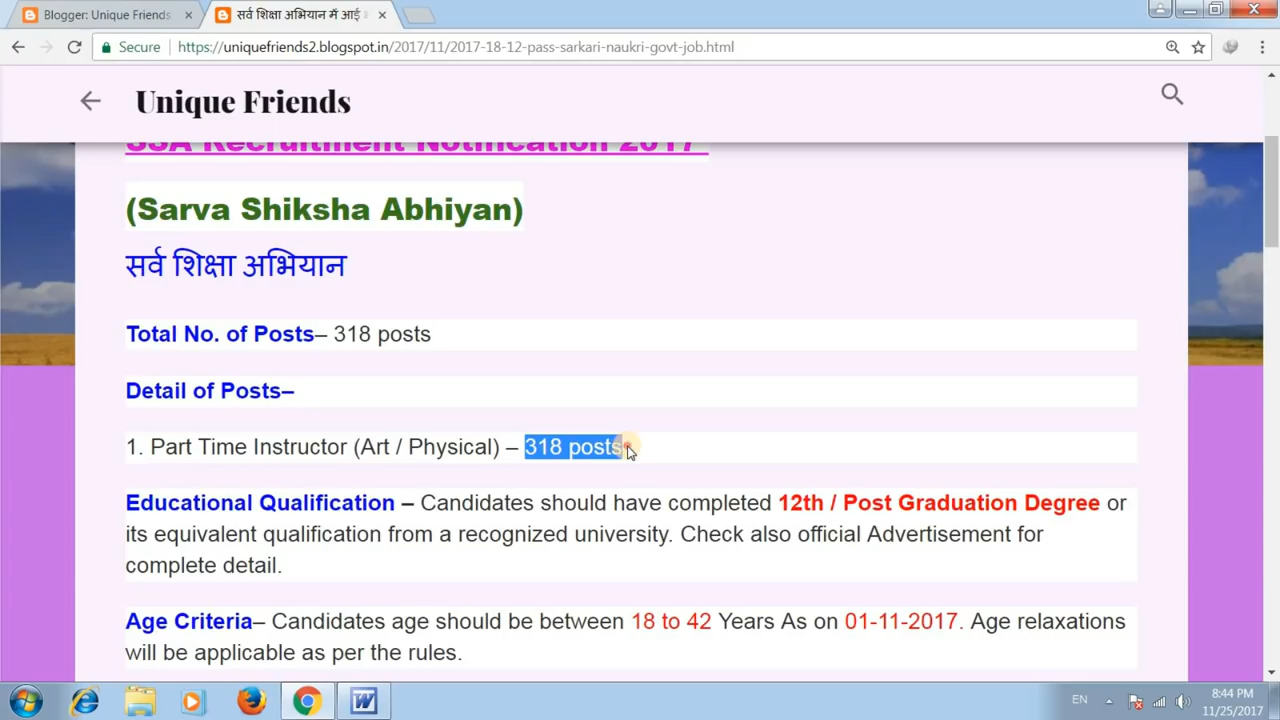 Blogger: Unique Friends
सर्व शिक्षा अभियान में आई
Secure
https://uniquefriends2.blogspot.in/2017/11/2017-18-12-pass-sarkari-naukri-govt-job.html
Unique Friends
SSA Recruitment Notification 2017
(Sarva Shiksha Abhiyan)
सर्व शिक्षा अभियान
Total No. of Posts– 318 posts
Detail of Posts–
1. Part Time Instructor (Art / Physical) – 318 posts
Educational Qualification – Candidates should have completed 12th / Post Graduation Degree or
its equivalent qualification from a recognized university. Check also official Advertisement for
complete detail.
Age Criteria– Candidates age should be between 18 to 42 Years As on 01-11-2017. Age relaxations
will be applicable as per the rules.
EN
8:44 PM
11/25/2017